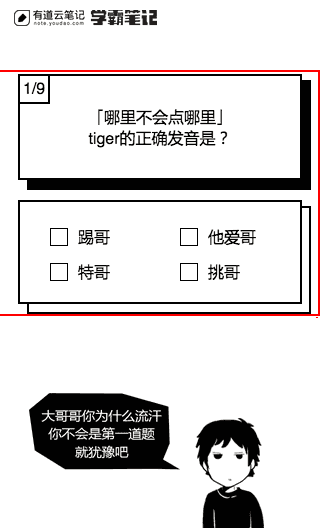 有道云笔记 学霸笔记
note.youdao.com
1/9
「哪里不会点哪里」
tiger的正确发音是？
踢哥 他爱哥
特哥 挑哥
大哥哥你为什么流汗
你不会是第一道题
就犹豫吧